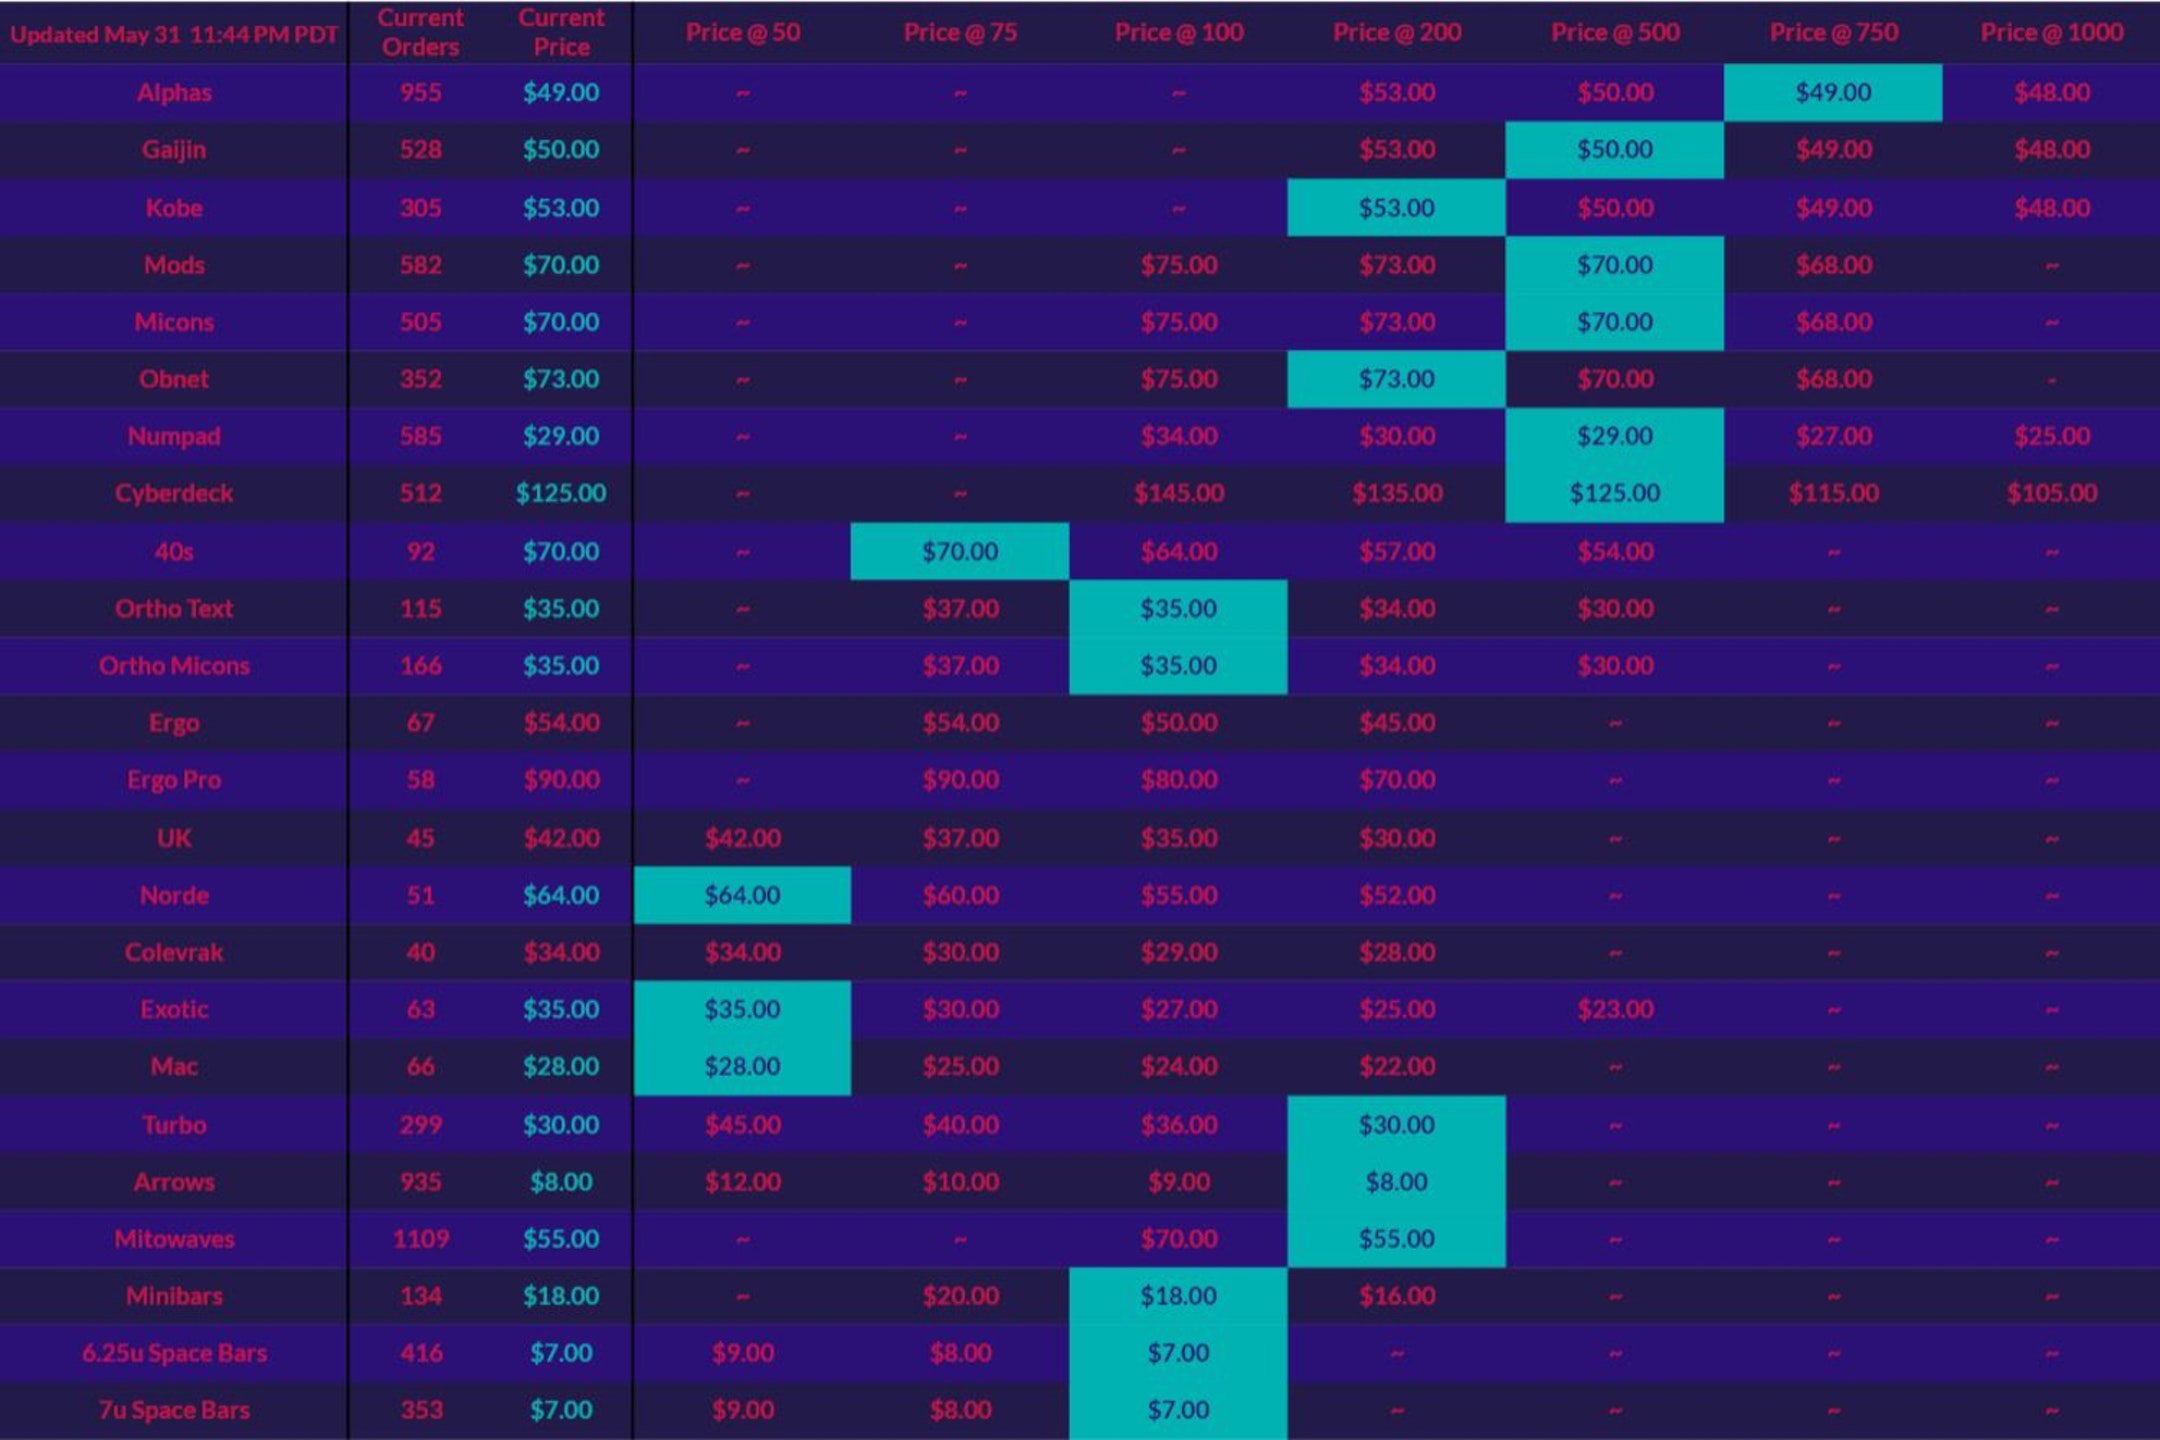 Updated May 31 11:44 PM PDT Current Orders Current Price Price @ 50 Price @ 75 Price @ 100 Price @ 200 Price @ 500 Price @ 750 Price @ 1000
Alphas 955 $49.00 ~ ~ ~ $53.00 $50.00 $49.00 $48.00
Gaijin 528 $50.00 ~ ~ ~ $53.00 $50.00 $49.00 $48.00
Kobe 305 $53.00 ~ ~ ~ $53.00 $50.00 $49.00 $48.00
Mods 582 $70.00 ~ ~ $75.00 $73.00 $70.00 $68.00 ~
Micons 505 $70.00 ~ ~ $75.00 $73.00 $70.00 $68.00 ~
Obnet 352 $73.00 ~ ~ $75.00 $73.00 $70.00 $68.00 -
Numpad 585 $29.00 ~ ~ $34.00 $30.00 $29.00 $27.00 $25.00
Cyberdeck 512 $125.00 ~ ~ $145.00 $135.00 $125.00 $115.00 $105.00
40s 92 $70.00 ~ $70.00 $64.00 $57.00 $54.00 ~ ~
Ortho Text 115 $35.00 ~ $37.00 $35.00 $34.00 $30.00 ~ ~
Ortho Micons 166 $35.00 ~ $37.00 $35.00 $34.00 $30.00 ~ ~
Ergo 67 $54.00 ~ $54.00 $50.00 $45.00 ~ ~ ~
Ergo Pro 58 $90.00 ~ $90.00 $80.00 $70.00 ~ ~ ~
UK 45 $42.00 $42.00 $37.00 $35.00 $30.00 ~ ~ ~
Norde 51 $64.00 $64.00 $60.00 $55.00 $52.00 ~ ~ ~
Colevrak 40 $34.00 $34.00 $30.00 $29.00 $28.00 ~ ~ ~
Exotic 63 $35.00 $35.00 $30.00 $27.00 $25.00 $23.00 ~ ~
Mac 66 $28.00 $28.00 $25.00 $24.00 $22.00 ~ ~ ~
Turbo 299 $30.00 $45.00 $40.00 $36.00 $30.00 ~ ~ ~
Arrows 935 $8.00 $12.00 $10.00 $9.00 $8.00 ~ ~ ~
Mitowaves 1109 $55.00 ~ ~ $70.00 $55.00 ~ ~ ~
Minibars 134 $18.00 ~ $20.00 $18.00 $16.00 ~ ~ ~
6.25u Space Bars 416 $7.00 $9.00 $8.00 $7.00 ~ ~ ~ ~
7u Space Bars 353 $7.00 $9.00 $8.00 $7.00 ~ ~ ~ ~